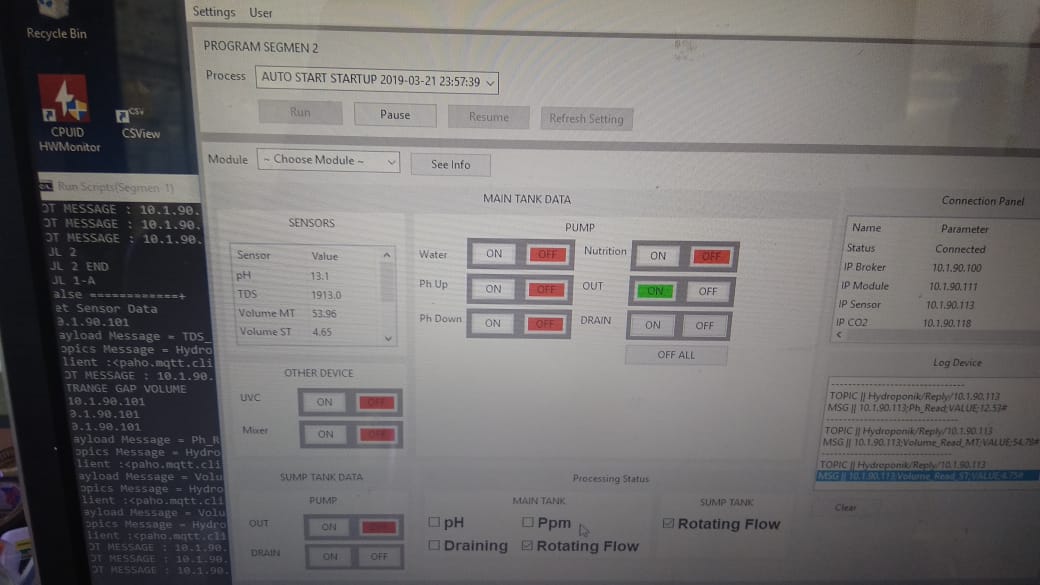 Recycle Bin
CPUID
HWMonitor
CSV
CSView
Settings User
PROGRAM SEGMEN 2
Process AUTO START STARTUP 2019-03-21 23:57:39
Run Pause Resume Refresh Setting
Module ~ Choose Module ~ See Info
MAIN TANK DATA
SENSORS
Sensor Value
pH 13.1
TDS 1913.0
Volume MT 53.96
Volume ST 4.65
OTHER DEVICE
UVC ON OFF
Mixer ON OFF
PUMP
Water ON OFF Nutrition ON OFF
Ph Up ON OFF OUT ON OFF
Ph Down ON OFF DRAIN ON OFF
OFF ALL
Connection Panel
Name Parameter
Status Connected
IP Broker 10.1.90.100
IP Module 10.1.90.111
IP Sensor 10.1.90.113
IP CO2 10.1.90.118
Log Device
TOPIC || Hydroponik/Reply/10.1.90.113
MSG || 10.1.90.113;Ph_Read;VALUE;12.53#
TOPIC || Hydroponik/Reply/10.1.90.113
MSG || 10.1.90.113;Volume_Read_MT;VALUE;54.78#
TOPIC || Hydroponik/Reply/10.1.90.113
MSG || 10.1.90.113;Volume_Read_ST;VALUE;4.75#
Clear
SUMP TANK DATA
PUMP
OUT ON OFF
DRAIN ON OFF
Processing Status
MAIN TANK
pH Ppm
Draining Rotating Flow
SUMP TANK
Rotating Flow
Run Scripts(Segmen 1)
OT MESSAGE : 10.1.90.
OT MESSAGE : 10.1.90.
OT MESSAGE : 10.1.90.
UL 2
UL 2 END
UL 1-A
alse ============+
et Sensor Data
0.1.90.101
ayload Message = TDS_
opics Message = Hydro
lient :<paho.mqtt.cli
OT MESSAGE : 10.1.90.
TRANGE GAP VOLUME
10.1.90.101
0.1.90.101
0.1.90.101
ayload Message = Ph_R
opics Message = Hydro
lient :<paho.mqtt.cli
ayload Message = Volu
opics Message = Hydro
lient :<paho.mqtt.cli
ayload Message = Volu
opics Message = Hydro
lient :<paho.mqtt.cli
OT MESSAGE : 10.1.90.
OT MESSAGE : 10.1.90.
OT MESSAGE : 10.1.90.